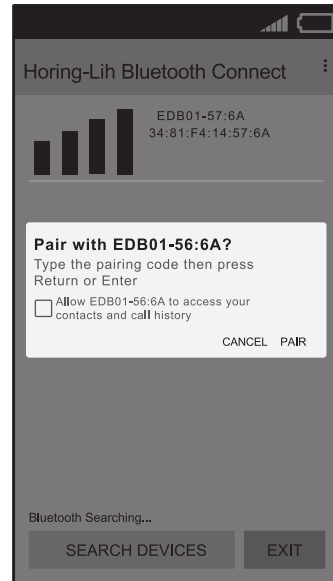 Horing-Lih Bluetooth Connect
EDB01-57:6A
34:81:F4:14:57:6A
Pair with EDB01-56:6A?
Type the pairing code then press
Return or Enter
Allow EDB01-56:6A to access your
contacts and call history
CANCEL PAIR
Bluetooth Searching...
SEARCH DEVICES EXIT